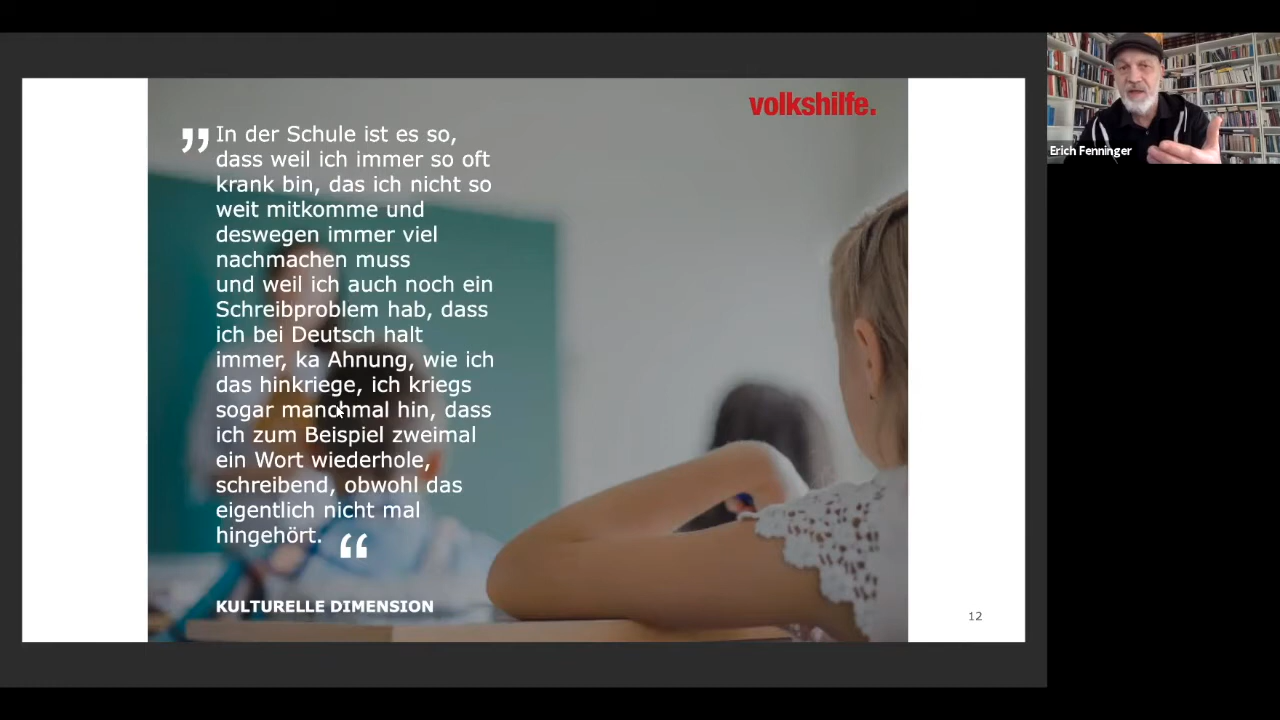 volkshilfe.
„In der Schule ist es so,
dass weil ich immer so oft
krank bin, das ich nicht so
weit mitkomme und
deswegen immer viel
nachmachen muss
und weil ich auch noch ein
Schreibproblem hab, dass
ich bei Deutsch halt
immer, ka Ahnung, wie ich
das hinkriege, ich kriegs
sogar manchmal hin, dass
ich zum Beispiel zweimal
ein Wort wiederhole,
schreibend, obwohl das
eigentlich nicht mal
hingehört. “
KULTURELLE DIMENSION
12
Erich Fenninger